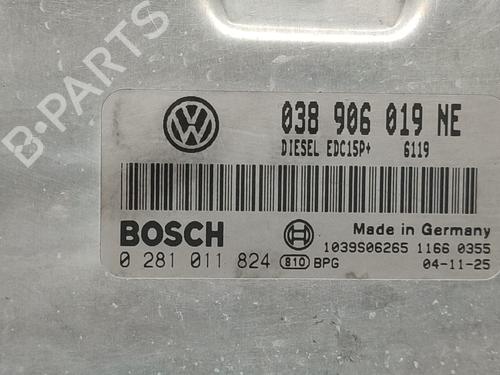 B-PARTS
038 906 019 NE
DIESEL EDC15P+ 6119
BOSCH
Made in Germany
1039S06265 1166 0355
0 281 011 824 810 BPG 04-11-25